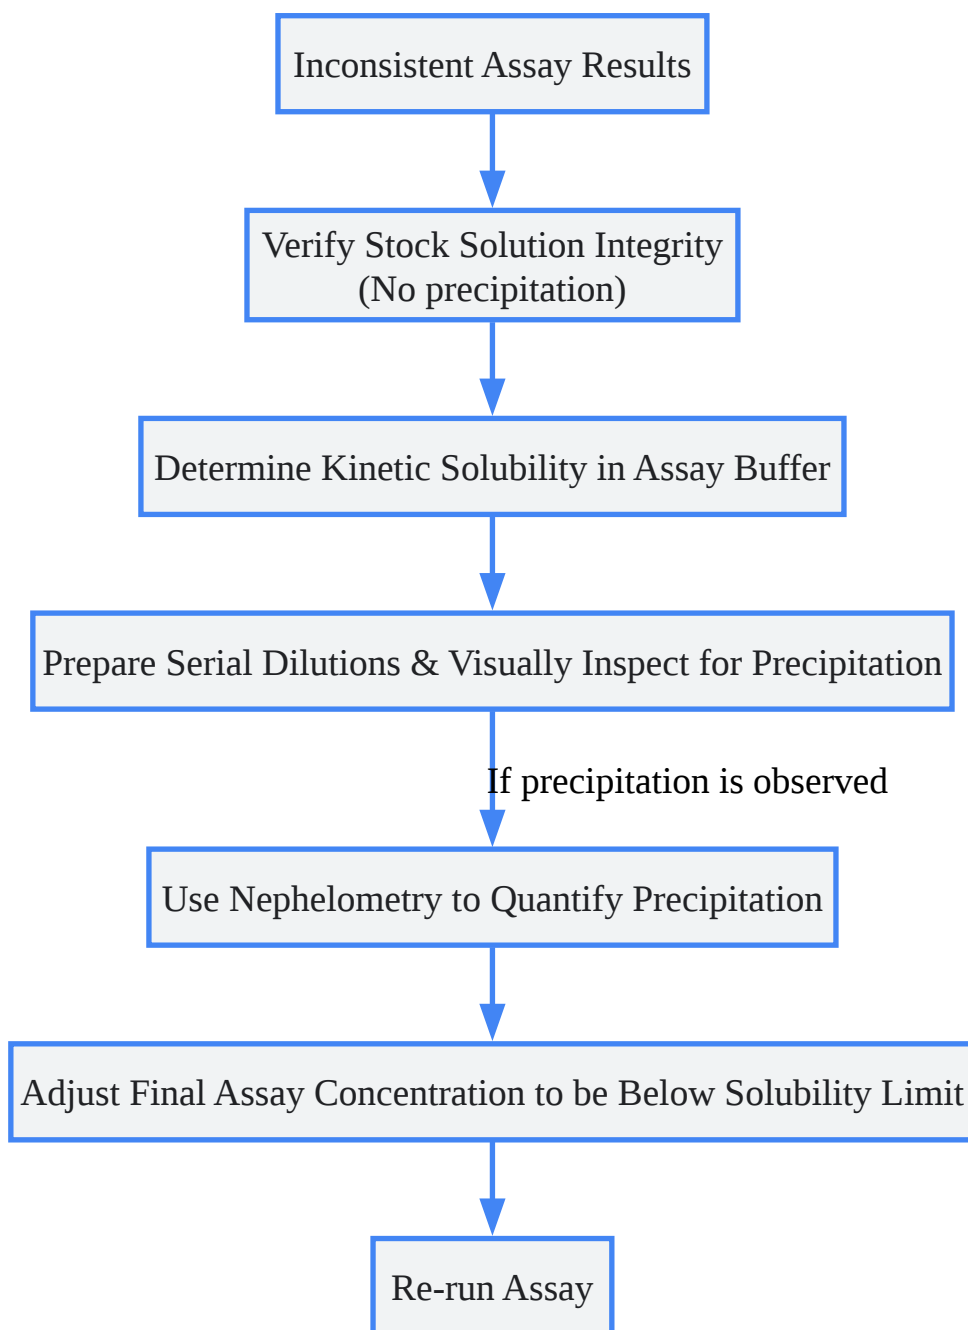 Inconsistent Assay Results
Verify Stock Solution Integrity
(No precipitation)
Determine Kinetic Solubility in Assay Buffer
Prepare Serial Dilutions & Visually Inspect for Precipitation
If precipitation is observed
Use Nephelometry to Quantify Precipitation
Adjust Final Assay Concentration to be Below Solubility Limit
Re-run Assay